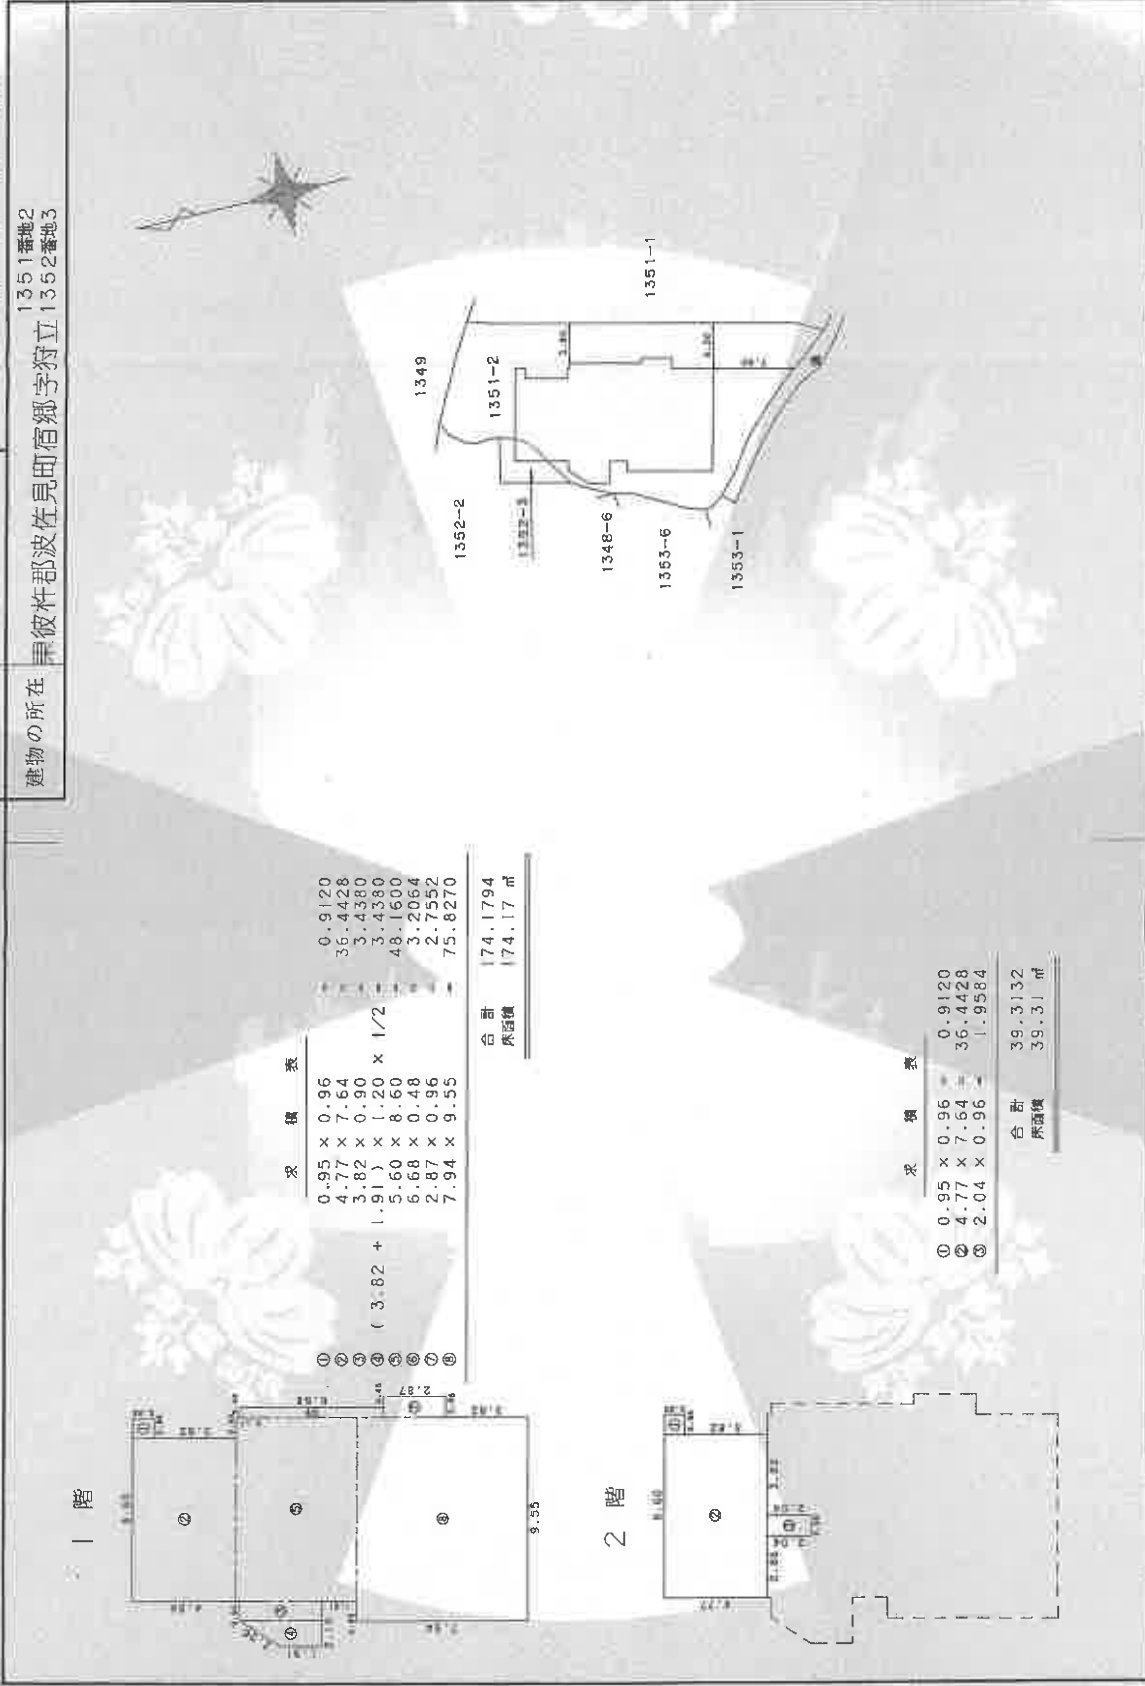 建物の所在
1351番地2
東彼杵郡波佐見町宿郷字狩立1352番地3
1階
②
⑤
④
⑧
9.55
求 積 表
① 0.95 × 0.96 = 0.9120
② 4.77 × 7.64 = 36.4428
③ 3.82 × 0.90 = 3.4380
④ ( 3.82 + 1.91 ) × 1.20 × 1/2 = 3.4380
⑤ 5.60 × 8.60 = 48.1600
⑥ 6.68 × 0.48 = 3.2064
⑦ 2.87 × 0.96 = 2.7552
⑧ 7.94 × 9.55 = 75.8270
合計 174.1794
床面積 174.17 ㎡
2階
②
求 積 表
① 0.95 × 0.96 = 0.9120
② 4.77 × 7.64 = 36.4428
③ 2.04 × 0.96 = 1.9584
合計 39.3132
床面積 39.31 ㎡
1349
1351-2
1351-1
1352-2
1352-3
1348-6
1353-6
1353-1